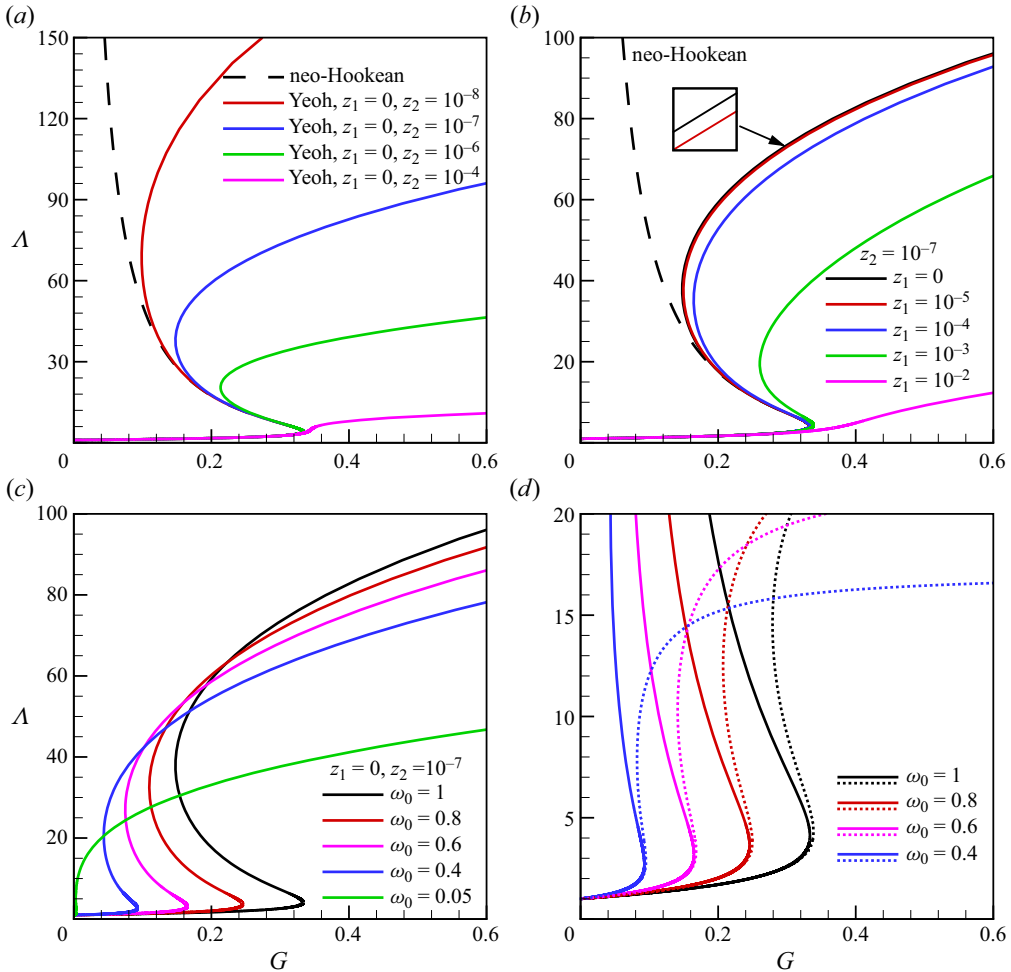 (a)
150
120
90
60
30
0
0.2
0.4
0.6
Λ
neo-Hookean
Yeoh, z₁ = 0, z₂ = 10⁻⁸
Yeoh, z₁ = 0, z₂ = 10⁻⁷
Yeoh, z₁ = 0, z₂ = 10⁻⁶
Yeoh, z₁ = 0, z₂ = 10⁻⁴
(b)
100
80
60
40
20
0
0.2
0.4
0.6
neo-Hookean
z₂ = 10⁻⁷
z₁ = 0
z₁ = 10⁻⁵
z₁ = 10⁻⁴
z₁ = 10⁻³
z₁ = 10⁻²
(c)
100
80
60
40
20
0
0.2
0.4
0.6
Λ
G
z₁ = 0, z₂ =10⁻⁷
ω₀ = 1
ω₀ = 0.8
ω₀ = 0.6
ω₀ = 0.4
ω₀ = 0.05
(d)
20
15
10
5
0
0.2
0.4
0.6
G
ω₀ = 1
ω₀ = 0.8
ω₀ = 0.6
ω₀ = 0.4